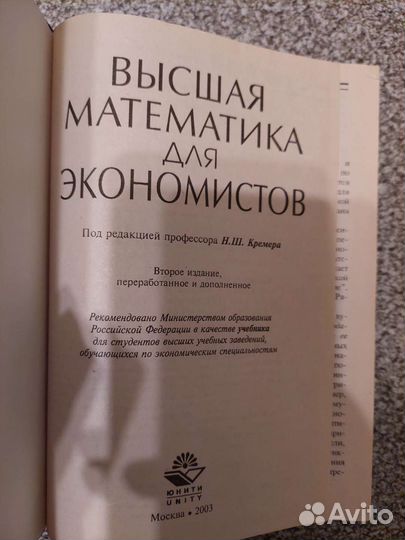 ВЫСШАЯ
МАТЕМАТИКА
ДЛЯ
ЭКОНОМИСТОВ
Под редакцией профессора Н.Ш. Кремера
Второе издание,
переработанное и дополненное
Рекомендовано Министерством образования
Российской Федерации в качестве учебника
для студентов высших учебных заведений,
обучающихся по экономическим специальностям
ЮНИТИ
UNITY
Москва • 2003
Avito